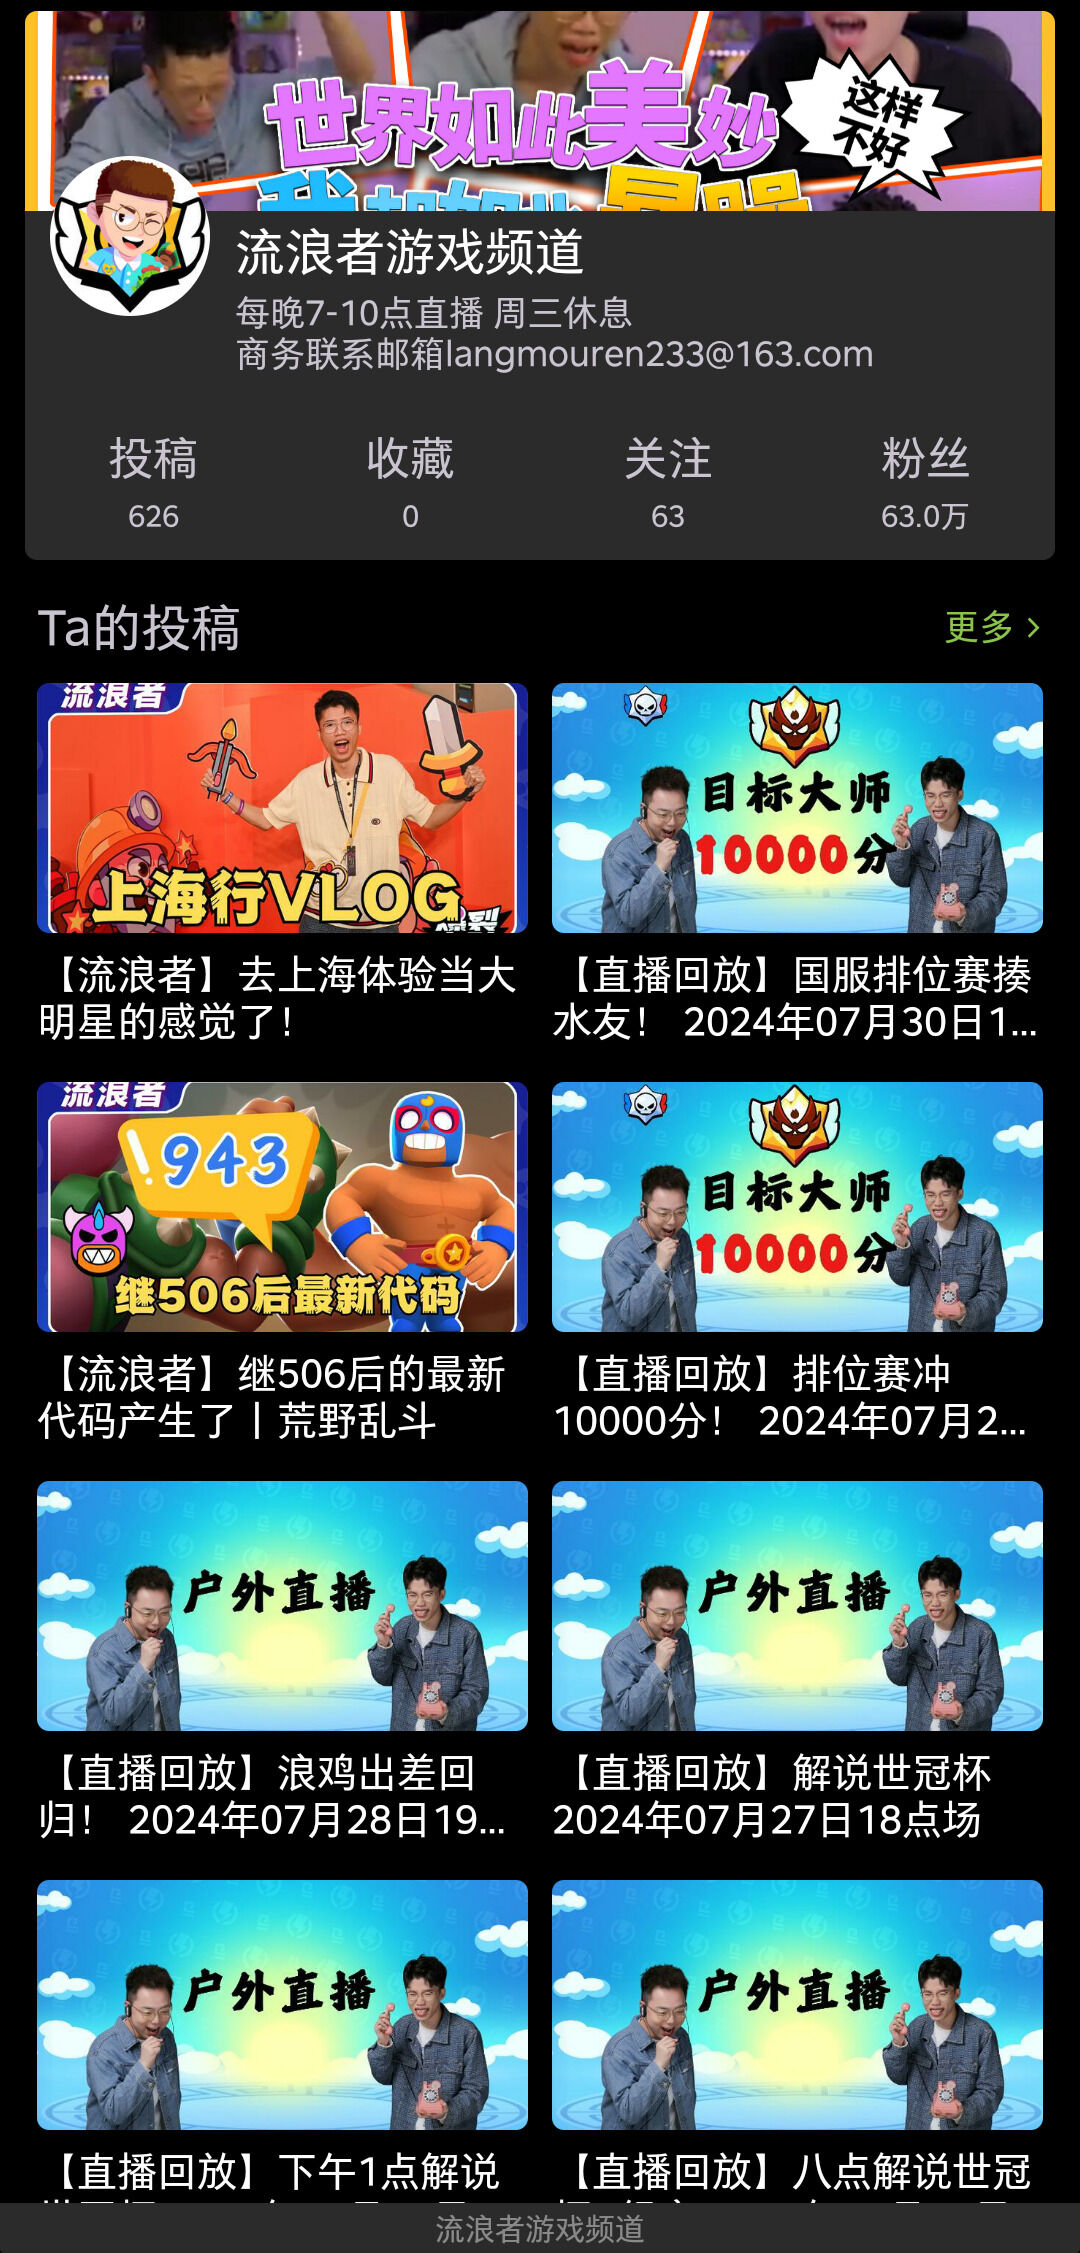 世界如此美妙
这样
不好
流浪者游戏频道
每晚7-10点直播 周三休息
商务联系邮箱langmouren233@163.com
投稿 收藏 关注 粉丝
626 0 63 63.0万
Ta的投稿 更多 >
流浪者
上海行VLOG
爆裂
目标大师
10000分
【流浪者】去上海体验当大
明星的感觉了！
【直播回放】国服排位赛揍
水友！ 2024年07月30日1...
流浪者
!943
继506后最新代码
目标大师
10000分
【流浪者】继506后的最新
代码产生了丨荒野乱斗
【直播回放】排位赛冲
10000分！ 2024年07月2...
户外直播
户外直播
【直播回放】浪鸡出差回
归！ 2024年07月28日19...
【直播回放】解说世冠杯
2024年07月27日18点场
户外直播
户外直播
【直播回放】下午1点解说
【直播回放】八点解说世冠
流浪者游戏频道